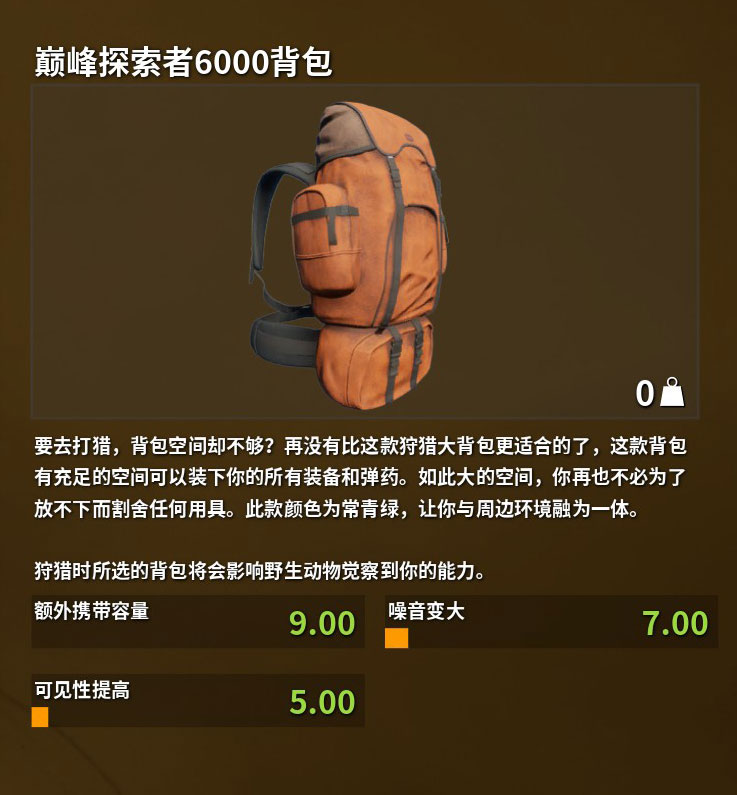 巅峰探索者6000背包
0
要去打猎，背包空间却不够？再没有比这款狩猎大背包更适合的了，这款背包
有充足的空间可以装下你的所有装备和弹药。如此大的空间，你再也不必为了
放不下而割舍任何用具。此款颜色为常青绿，让你与周边环境融为一体。
狩猎时所选的背包将会影响野生动物觉察到你的能力。
额外携带容量 9.00
噪音变大 7.00
可见性提高 5.00